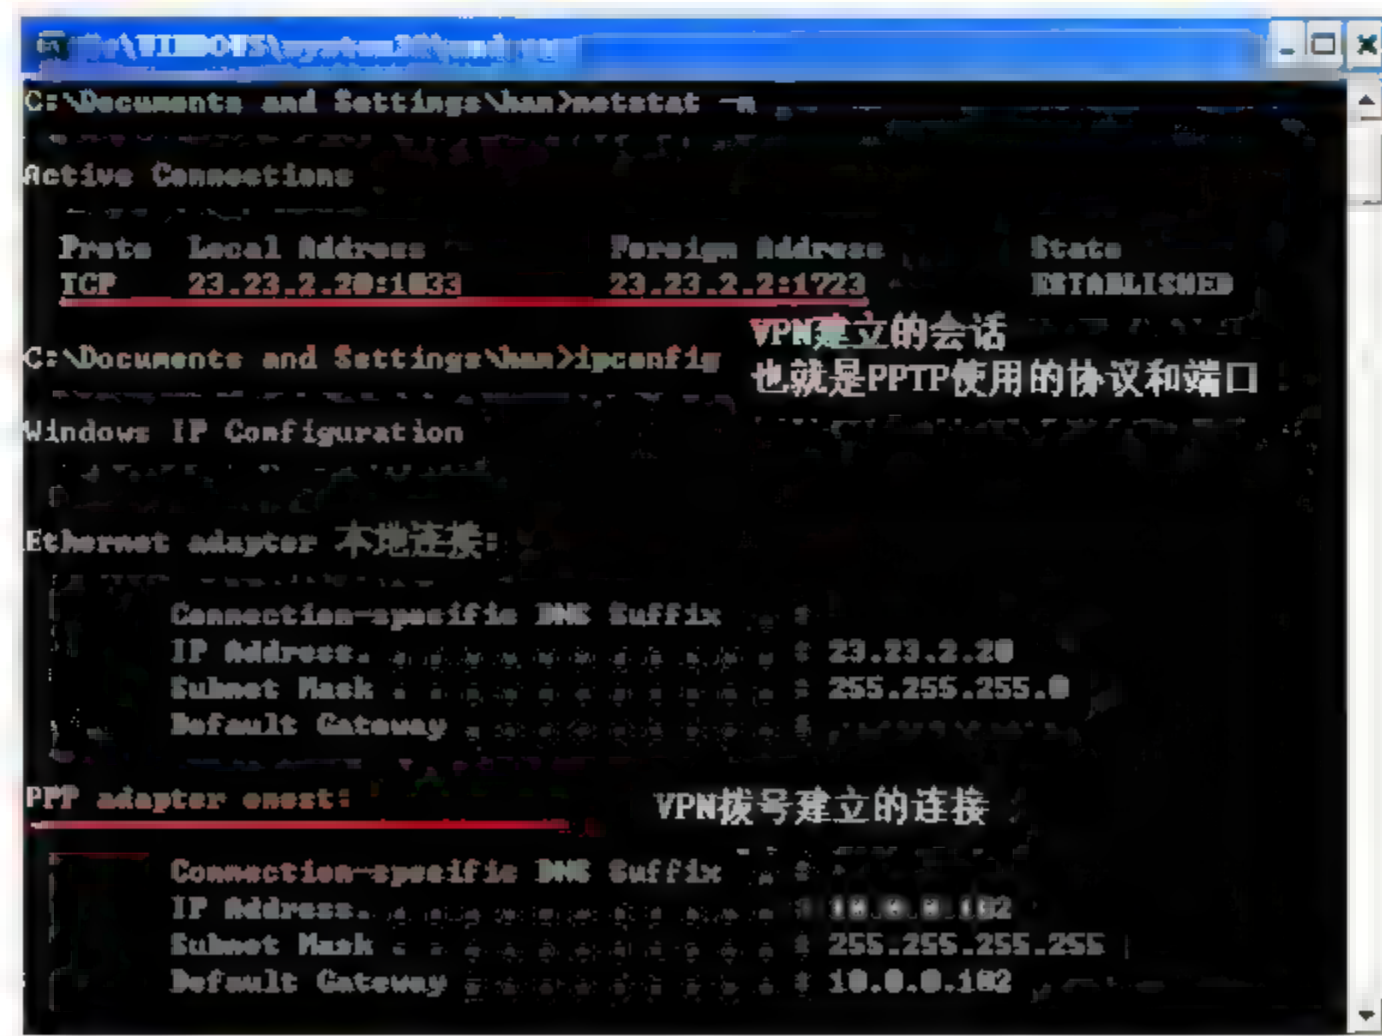 C:\Documents and Settings\han>netstat -n
Active Connections
Proto Local Address Foreign Address State
TCP 23.23.2.20:1033 23.23.2.2:1723 ESTABLISHED
VPN建立的会话
也就是PPTP使用的协议和端口
C:\Documents and Settings\han>ipconfig
Windows IP Configuration
Ethernet adapter 本地连接:
Connection-specific DNS Suffix . :
IP Address. . . . . . . . . . . . : 23.23.2.20
Subnet Mask . . . . . . . . . . . : 255.255.255.0
Default Gateway . . . . . . . . . :
PPP adapter :
VPN拨号建立的连接
Connection-specific DNS Suffix . :
IP Address. . . . . . . . . . . . : 10.0.0.102
Subnet Mask . . . . . . . . . . . : 255.255.255.255
Default Gateway . . . . . . . . . : 10.0.0.102